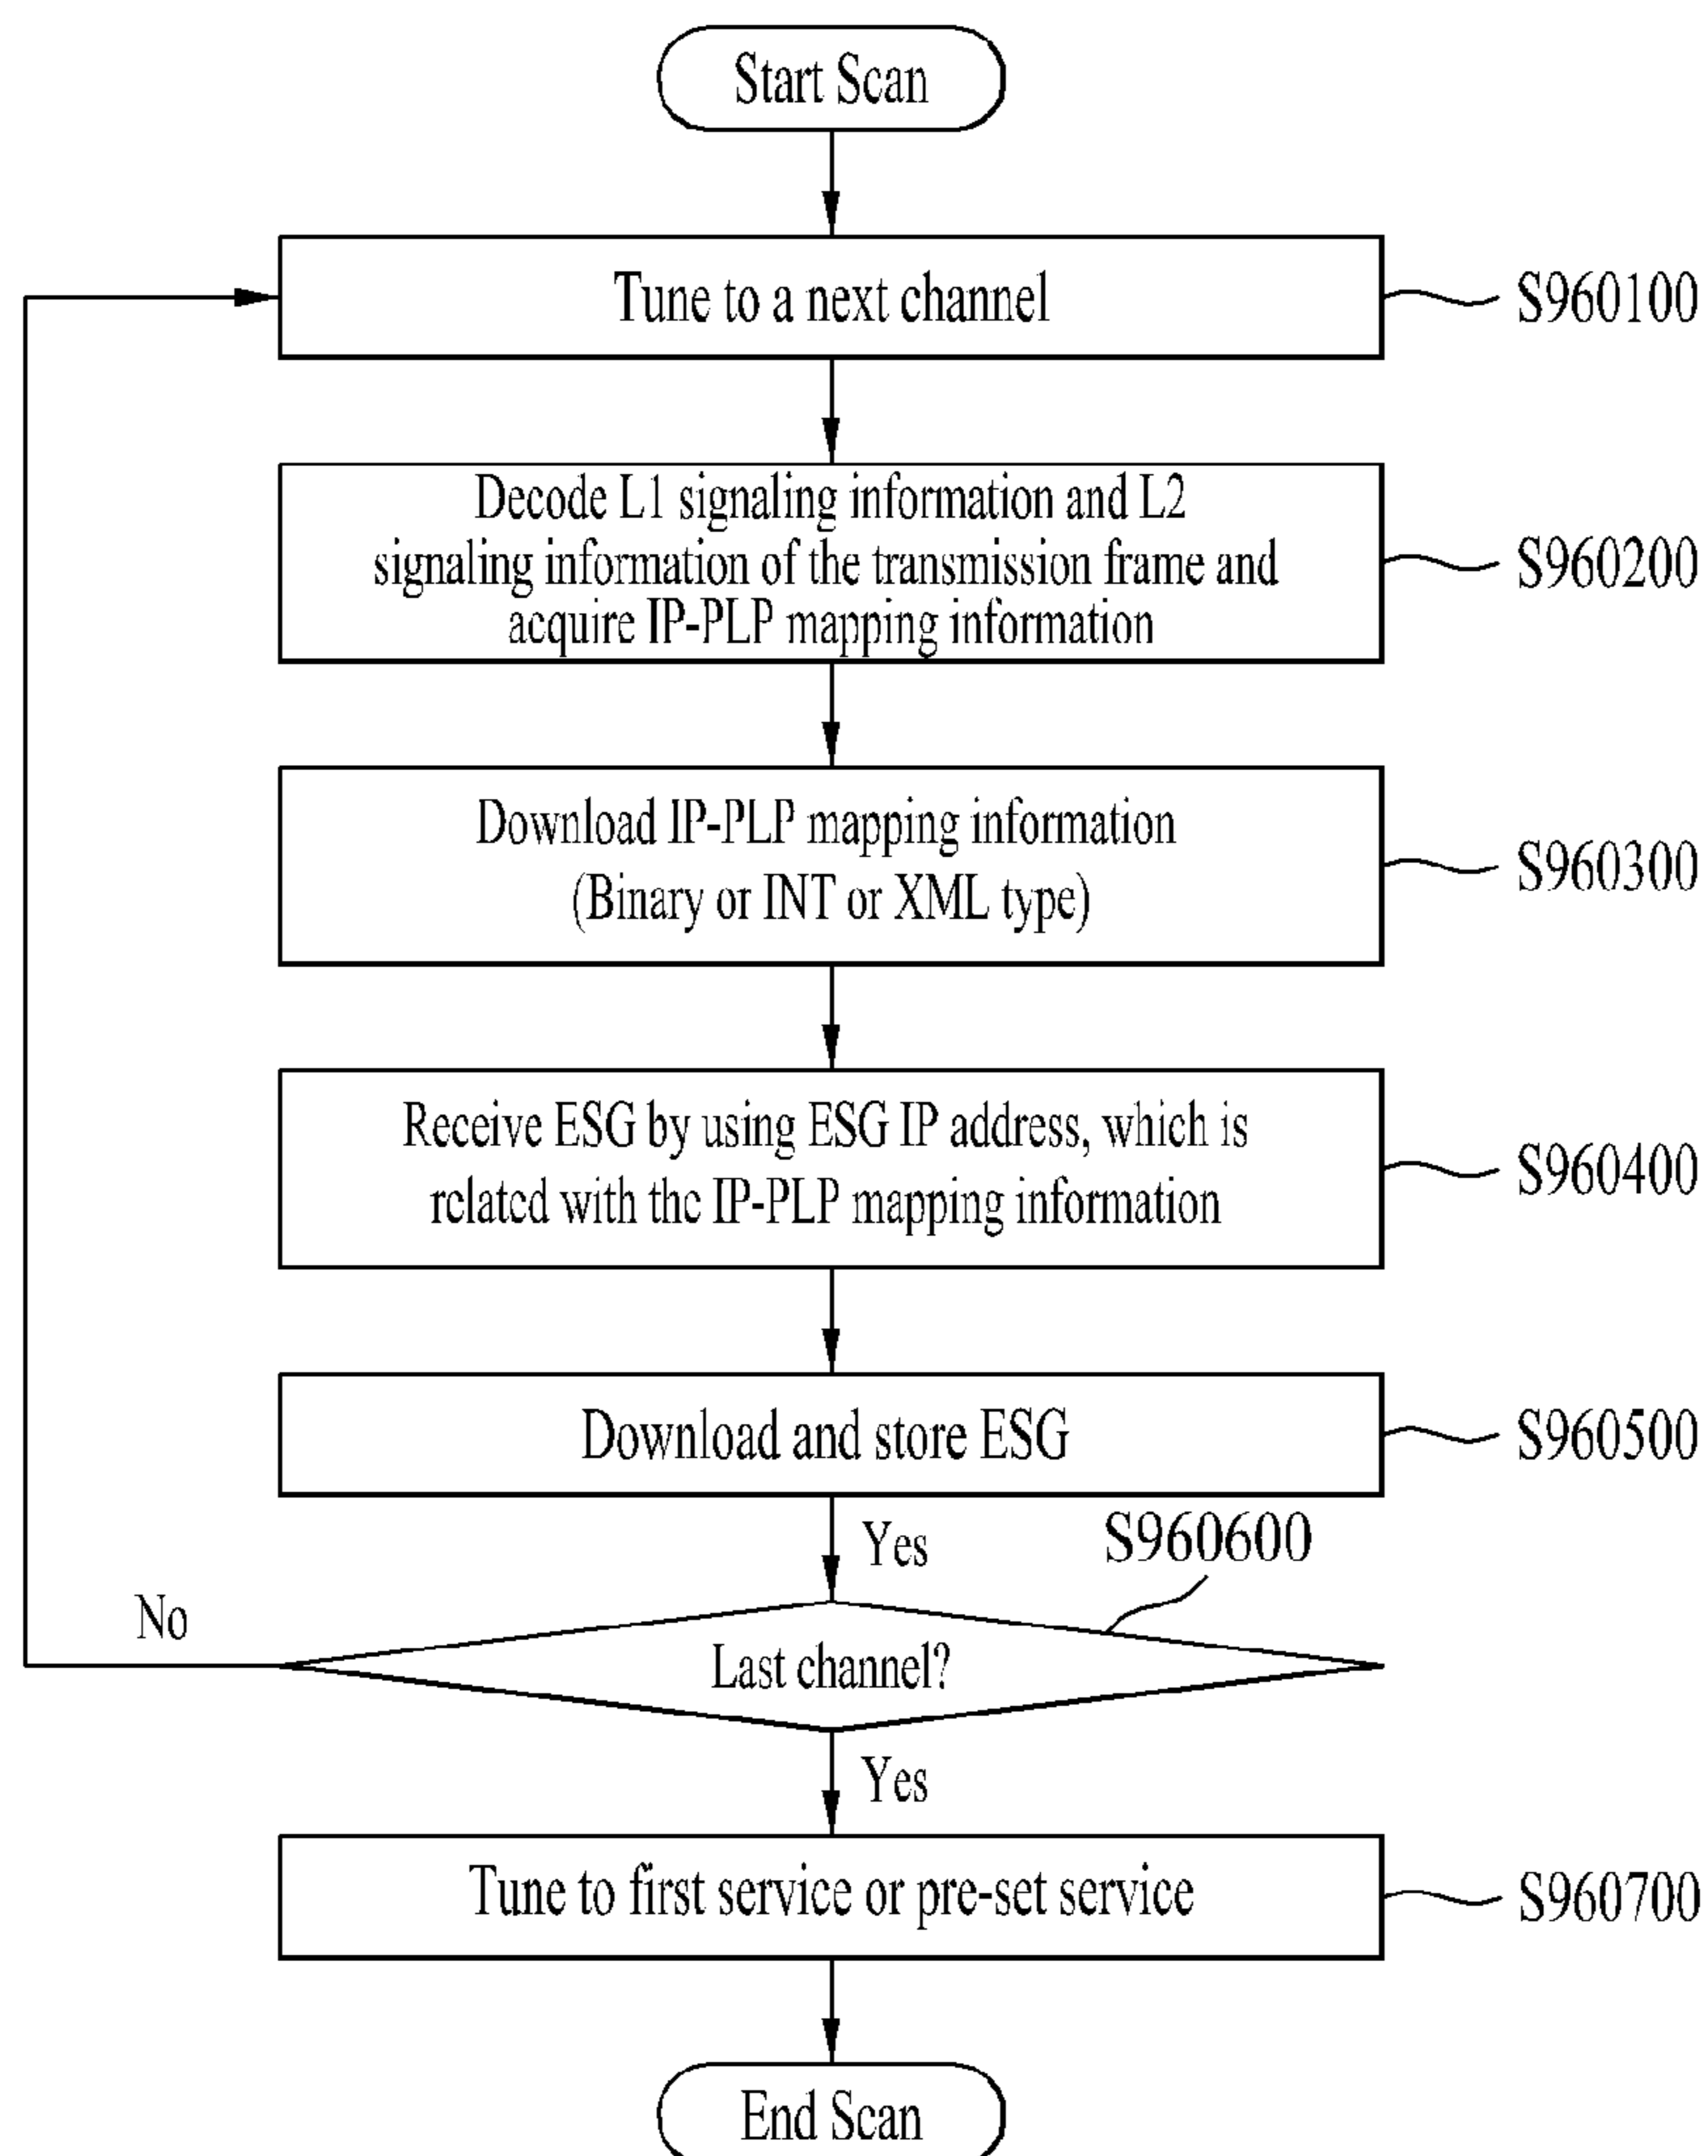 Start Scan
Tune to a next channel
S960100
Decode L1 signaling information and L2
signaling information of the transmission frame and
acquire IP-PLP mapping information
S960200
Download IP-PLP mapping information
(Binary or INT or XML type)
S960300
Receive ESG by using ESG IP address, which is
related with the IP-PLP mapping information
S960400
Download and store ESG
S960500
Yes
S960600
No
Last channel?
Yes
Tune to first service or pre-set service
S960700
End Scan